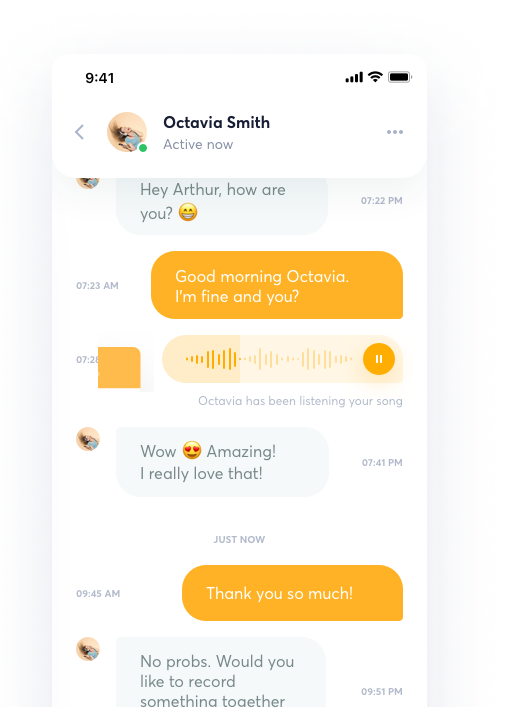 9:41
Octavia Smith
Active now
Hey Arthur, how are
you? 😁
07:22 PM
Good morning Octavia.
I'm fine and you?
07:23 AM
Octavia has been listening your song
Wow 😍 Amazing!
I really love that!
07:41 PM
JUST NOW
09:45 AM
Thank you so much!
No probs. Would you
like to record
something together
09:51 PM